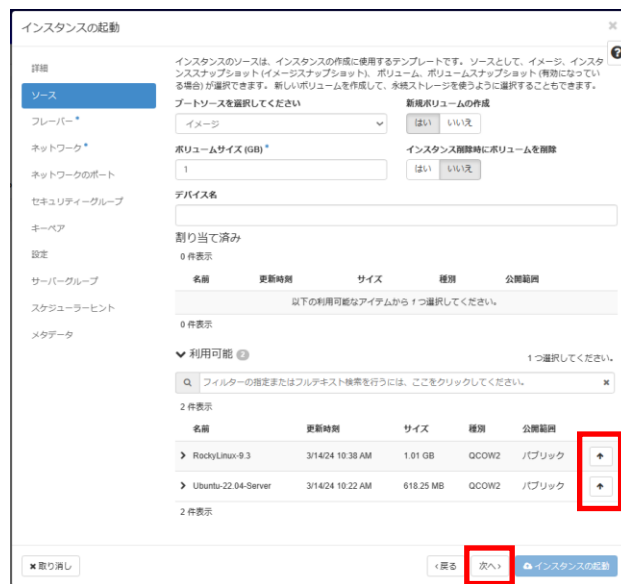 インスタンスの起動
×
詳細
ソース
フレーバー *
ネットワーク *
ネットワークのポート
セキュリティーグループ
キーペア
設定
サーバーグループ
スケジューラーヒント
メタデータ
インスタンスのソースは、インスタンスの作成に使用するテンプレートです。 ソースとして、イメージ、インスタ
ンススナップショット (イメージスナップショット)、 ボリューム、ボリュームスナップショット (有効になってい
る場合) が選択できます。 新しいボリュームを作成して、永続ストレージを使うように選択することもできます。
?
ブートソースを選択してください
新規ボリュームの作成
イメージ
はい いいえ
ボリュームサイズ (GB) *
インスタンス削除時にボリュームを削除
1
はい いいえ
デバイス名
割り当て済み
0 件表示
名前 更新時刻 サイズ 種別 公開範囲
以下の利用可能なアイテムから 1 つ選択してください。
0 件表示
利用可能 2
1 つ選択してください。
フィルターの指定またはフルテキスト検索を行うには、ここをクリックしてください。 ×
2 件表示
名前 更新時刻 サイズ 種別 公開範囲
> RockyLinux-9.3 3/14/24 10:38 AM 1.01 GB QCOW2 パブリック
> Ubuntu-22.04-Server 3/14/24 10:22 AM 618.25 MB QCOW2 パブリック
2 件表示
×取り消し
‹戻る 次へ› インスタンスの起動